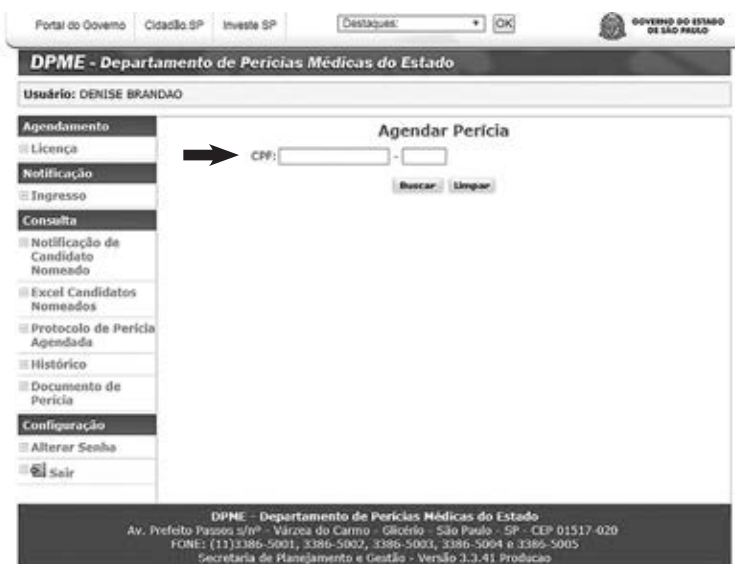 Portal do Governo Cidadão.SP Investe SP Destaques: OK GOVERNO DO ESTADO
DE SÃO PAULO
DPME - Departamento de Perícias Médicas do Estado
Usuário: DENISE BRANDAO
Agendamento
Licença
Notificação
Ingresso
Consulta
Notificação de
Candidato
Nomeado
Excel Candidatos
Nomeados
Protocolo de Perícia
Agendada
Histórico
Documento de
Perícia
Configuração
Alterar Senha
Sair
Agendar Perícia
CPF: -
Buscar Limpar
DPME - Departamento de Perícias Médicas do Estado
Av. Prefeito Passos s/nº - Várzea do Carmo - Glicério - São Paulo - SP - CEP 01517-020
FONE: (11)3386-5001, 3386-5002, 3386-5003, 3386-5004 e 3386-5005
Secretaria de Planejamento e Gestão - Versão 3.3.41 Producao